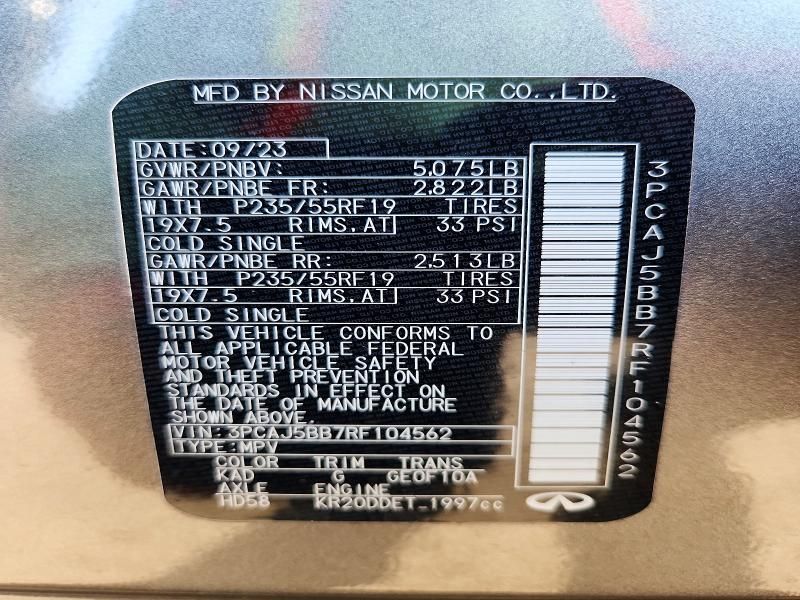 MFD BY NISSAN MOTOR CO.,LTD.
DATE:09/23
GVWR/PNBV: 5,075LB
GAWR/PNBE FR: 2,822LB
WITH P235/55RF19 TIRES
19X7.5 RIMS.AT 33 PSI
COLD SINGLE
GAWR/PNBE RR: 2,513LB
WITH P235/55RF19 TIRES
19X7.5 RIMS.AT 33 PSI
COLD SINGLE
THIS VEHICLE CONFORMS TO
ALL APPLICABLE FEDERAL
MOTOR VEHICLE SAFETY
AND THEFT PREVENTION
STANDARDS IN EFFECT ON
THE DATE OF MANUFACTURE
SHOWN ABOVE.
VIN:3PCAJ5BB7RF104562
TYPE:MPV
COLOR TRIM TRANS
KAD G GE0F10A
AXLE ENGINE
HD58 KR20DDET-1997cc
3PCAJ5BB7RF104562